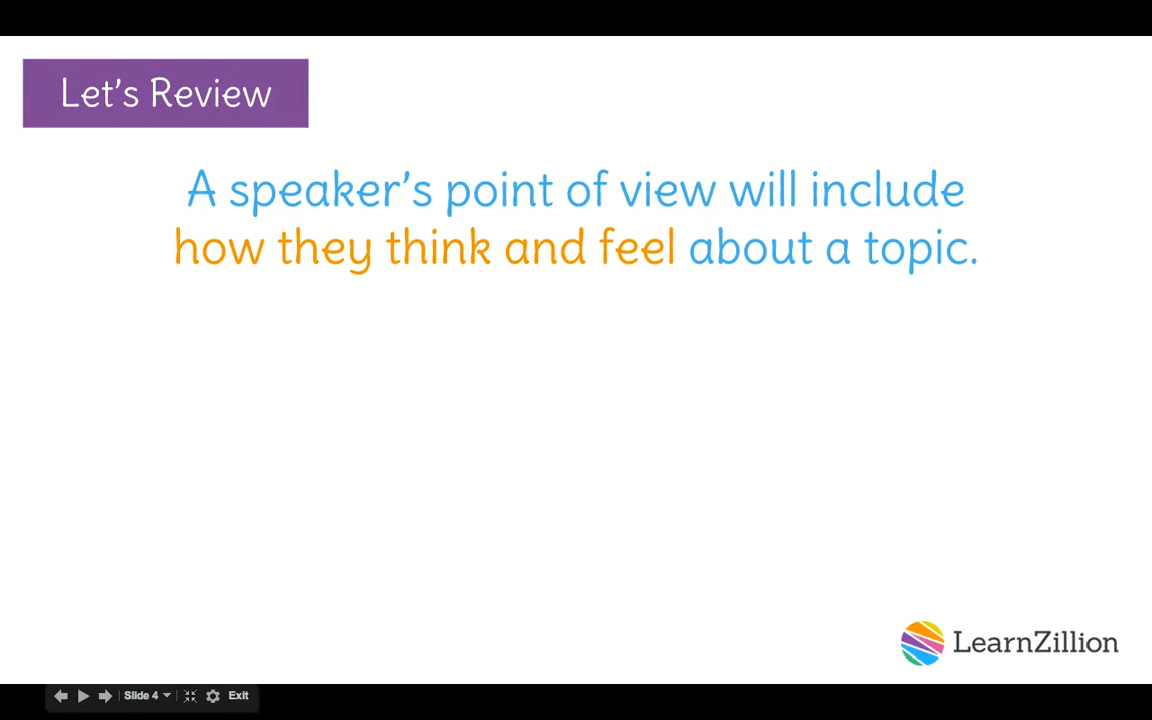 Let's Review
A speaker's point of view will include
how they think and feel about a topic.
LearnZillion
Slide 4
Exit